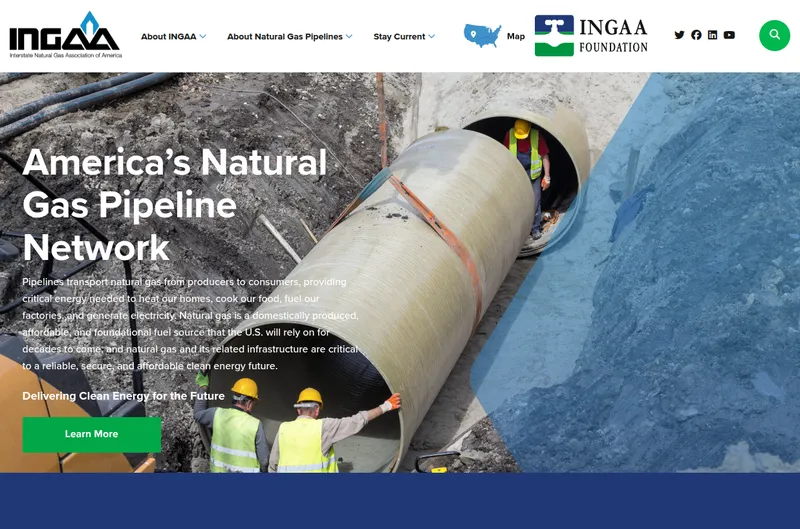 INGAA
Interstate Natural Gas Association of America
About INGAA
About Natural Gas Pipelines
Stay Current
Map
INGAA
FOUNDATION
America's Natural
Gas Pipeline
Network
Pipelines transport natural gas from producers to consumers, providing
critical energy needed to heat our homes, cook our food, fuel our
factories, and generate electricity. Natural gas is a domestically produced,
affordable, and foundational fuel source that the U.S. will rely on for
decades to come; and natural gas and its related infrastructure are critical
to a reliable, secure, and affordable clean energy future.
Delivering Clean Energy for the Future
Learn More